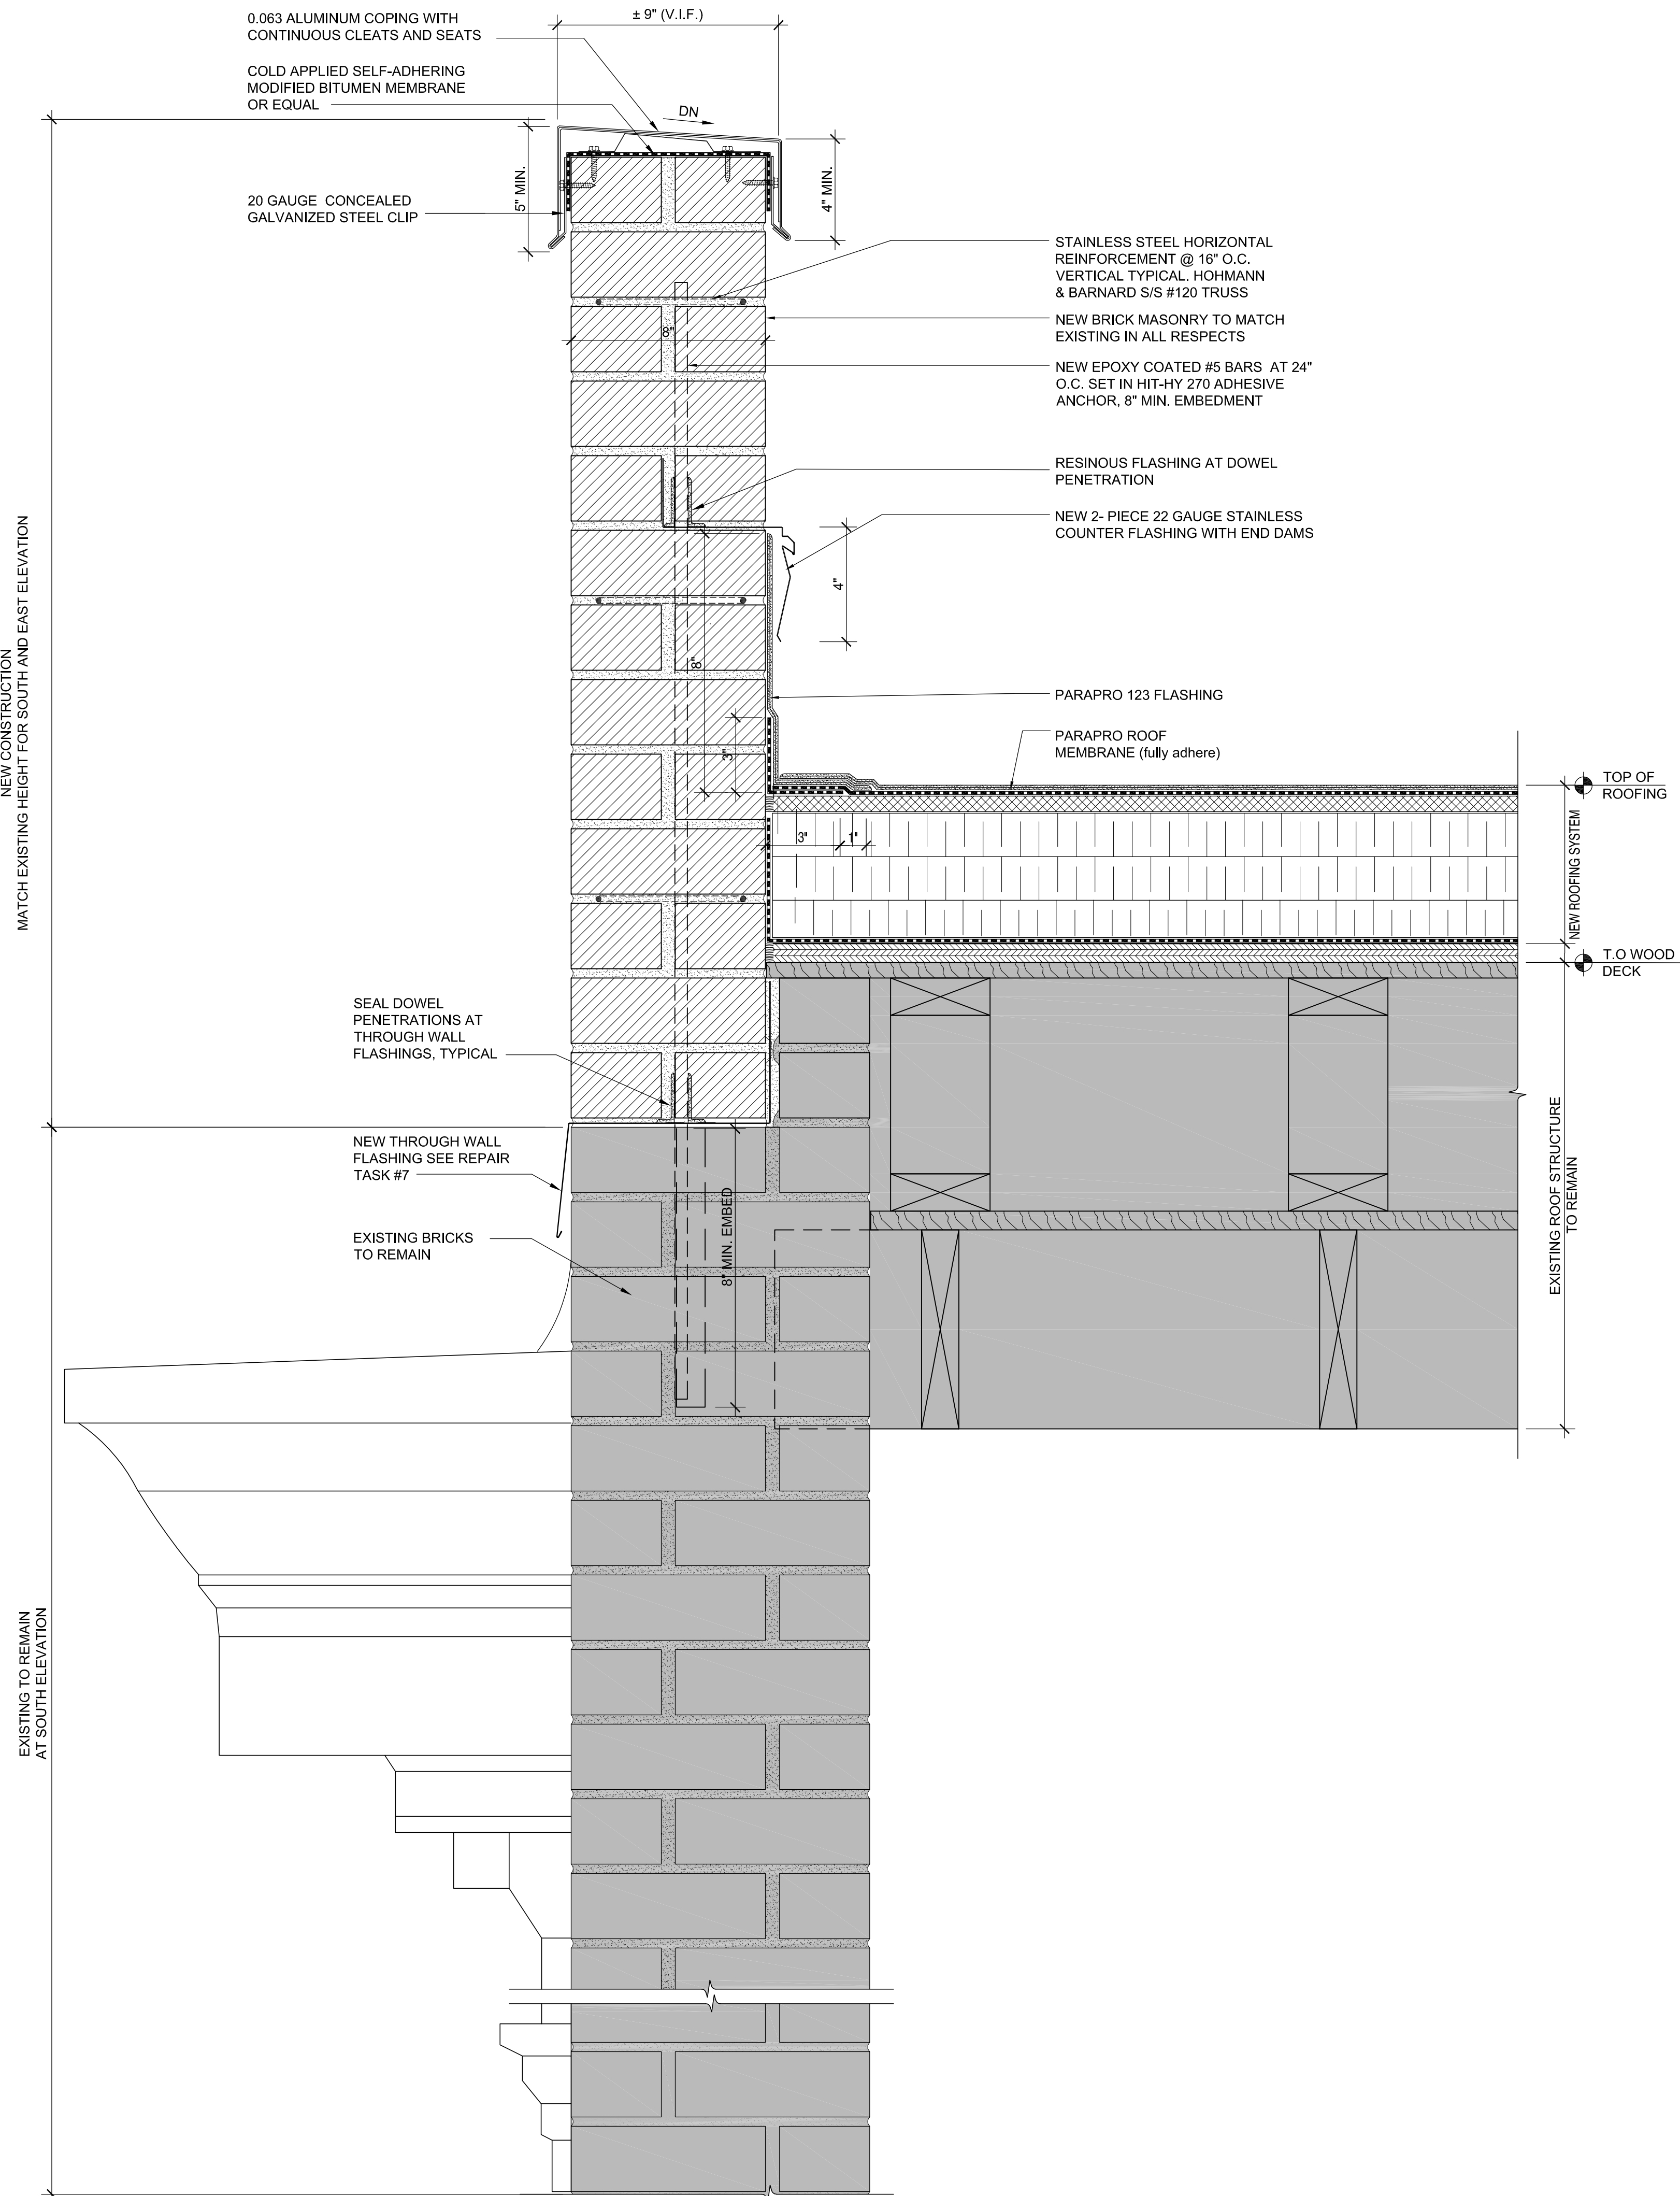 0.063 ALUMINUM COPING WITH
CONTINUOUS CLEATS AND SEATS
± 9" (V.I.F.)
COLD APPLIED SELF-ADHERING
MODIFIED BITUMEN MEMBRANE
OR EQUAL
DN
5" MIN.
4" MIN.
20 GAUGE CONCEALED
GALVANIZED STEEL CLIP
STAINLESS STEEL HORIZONTAL
REINFORCEMENT @ 16" O.C.
VERTICAL TYPICAL. HOHMANN
& BARNARD S/S #120 TRUSS
NEW BRICK MASONRY TO MATCH
EXISTING IN ALL RESPECTS
8"
NEW EPOXY COATED #5 BARS AT 24"
O.C. SET IN HIT-HY 270 ADHESIVE
ANCHOR, 8" MIN. EMBEDMENT
RESINOUS FLASHING AT DOWEL
PENETRATION
NEW 2- PIECE 22 GAUGE STAINLESS
COUNTER FLASHING WITH END DAMS
4"
8"
NEW CONSTRUCTION
MATCH EXISTING HEIGHT FOR SOUTH AND EAST ELEVATION
PARAPRO 123 FLASHING
3"
PARAPRO ROOF
MEMBRANE (fully adhere)
TOP OF
ROOFING
3"
1"
NEW ROOFING SYSTEM
T.O WOOD
DECK
SEAL DOWEL
PENETRATIONS AT
THROUGH WALL
FLASHINGS, TYPICAL
NEW THROUGH WALL
FLASHING SEE REPAIR
TASK #7
8" MIN. EMBED
EXISTING BRICKS
TO REMAIN
EXISTING ROOF STRUCTURE
TO REMAIN
EXISTING TO REMAIN
AT SOUTH ELEVATION